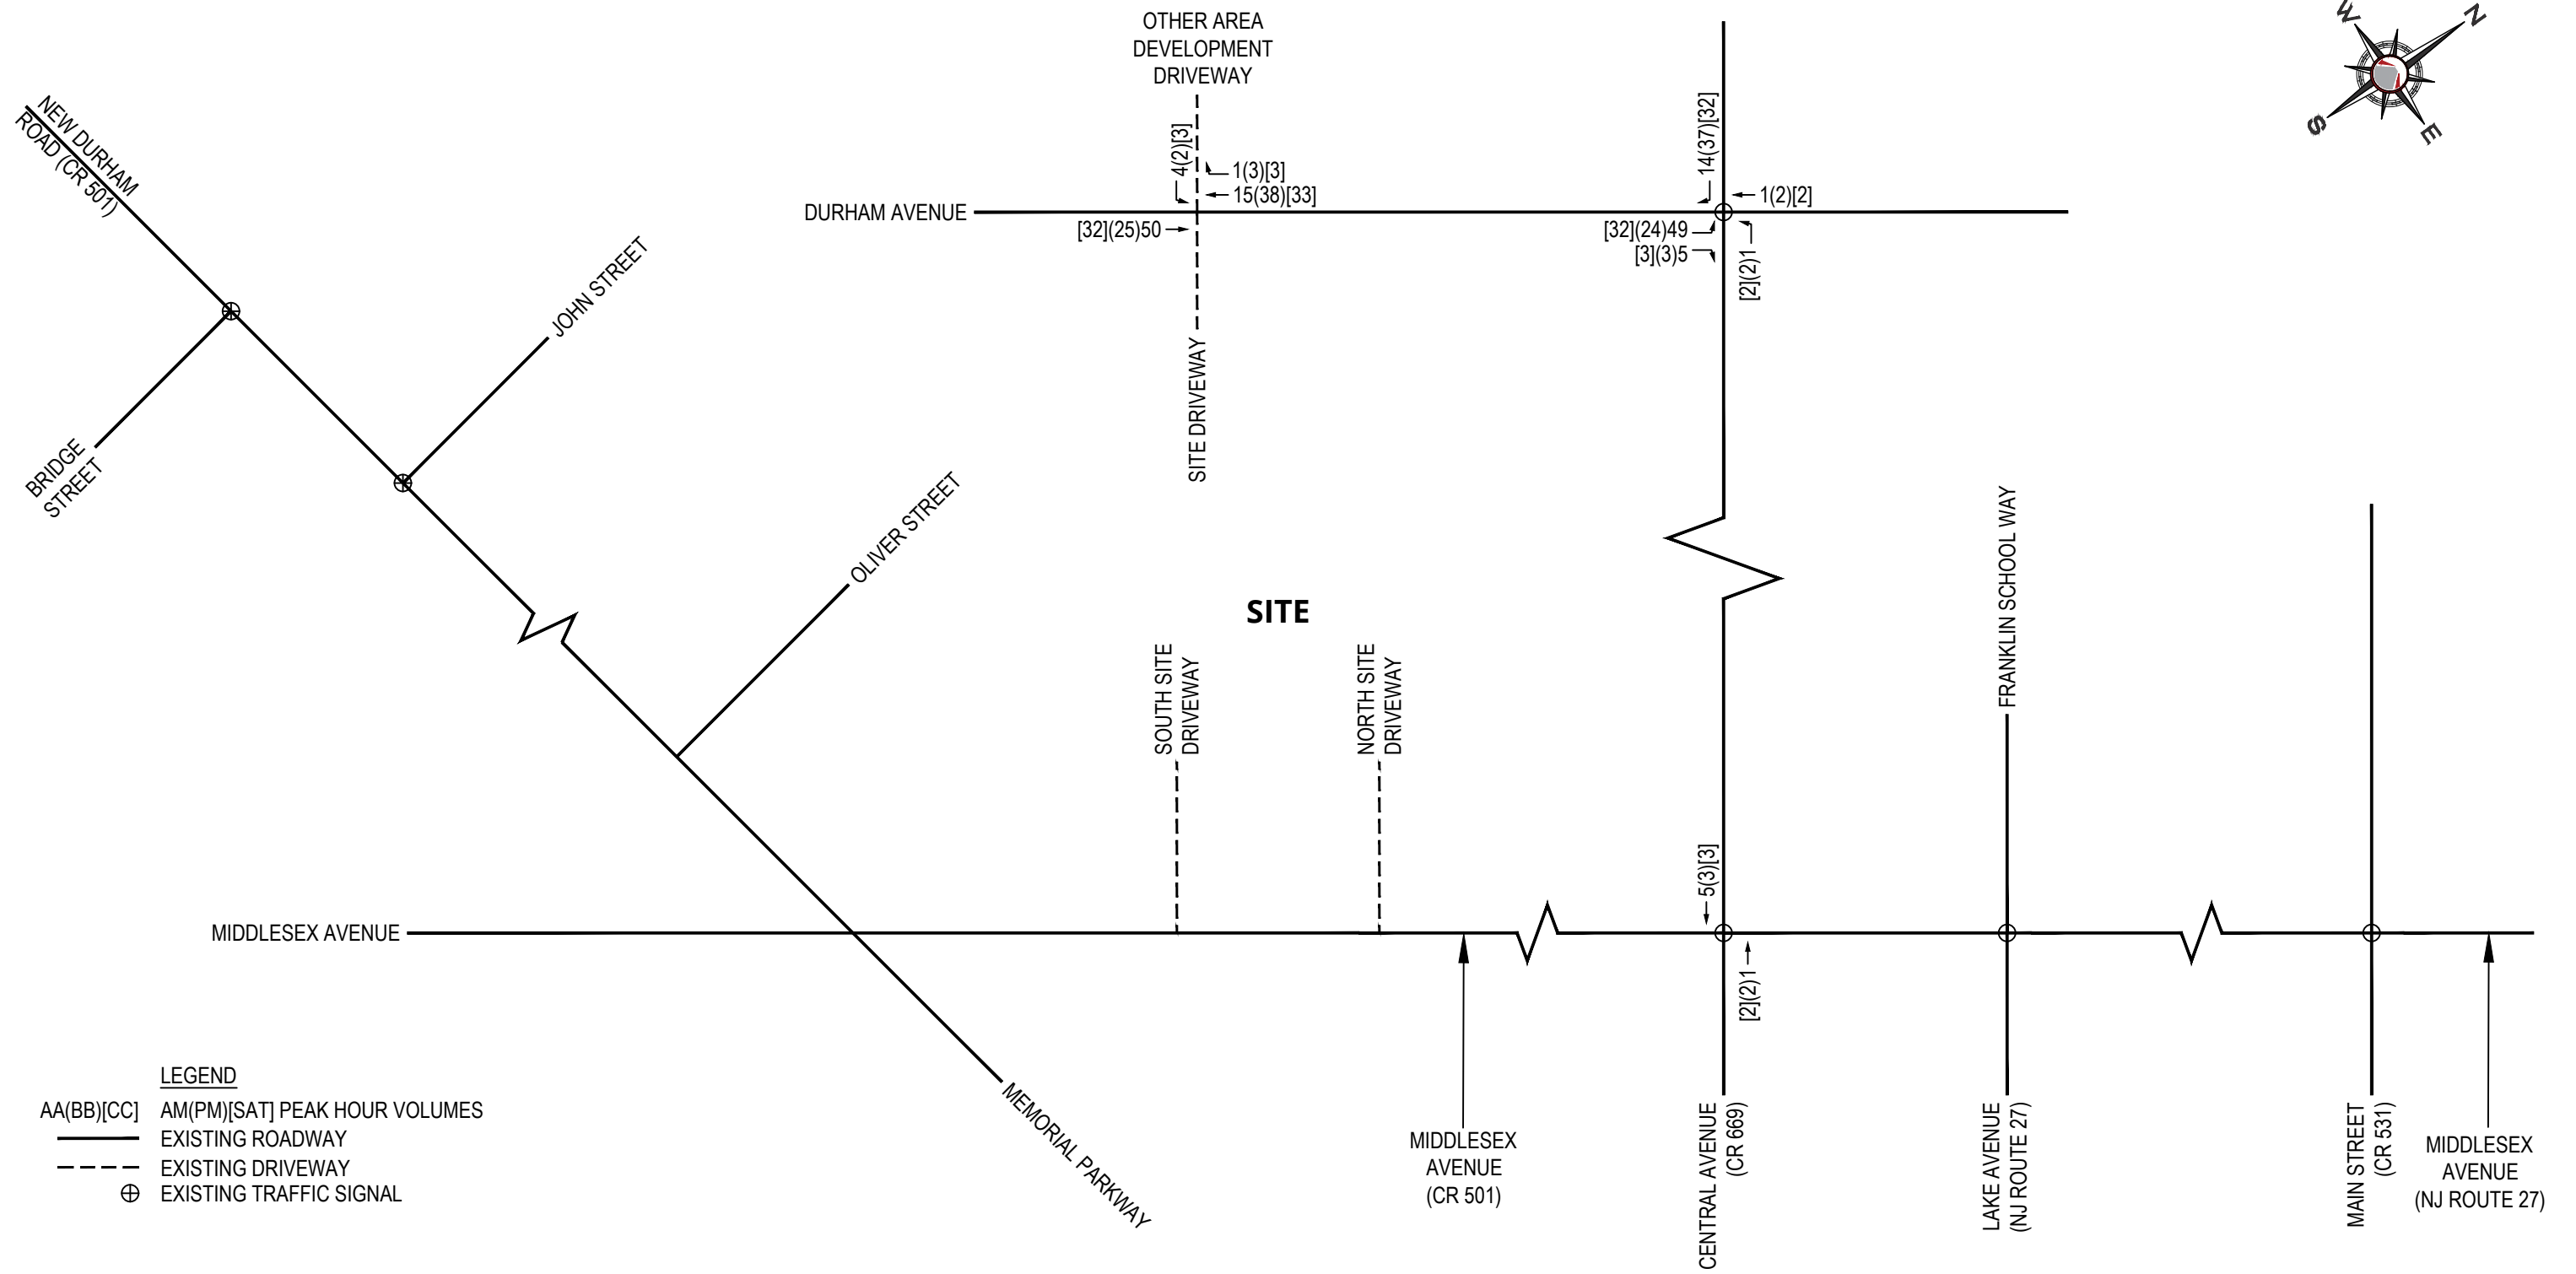 OTHER AREA
DEVELOPMENT
DRIVEWAY
W
N
S
E
NEW DURHAM
ROAD (CR 501)
4(2)[3]
1(3)[3]
15(38)[33]
14(37)[32]
1(2)[2]
DURHAM AVENUE
[32](25)50
[32](24)49
[3](3)5
[2](2)1
JOHN STREET
SITE DRIVEWAY
BRIDGE
STREET
OLIVER STREET
FRANKLIN SCHOOL WAY
SITE
SOUTH SITE
DRIVEWAY
NORTH SITE
DRIVEWAY
5(3)[3]
MIDDLESEX AVENUE
[2](2)1
LEGEND
AA(BB)[CC] AM(PM)[SAT] PEAK HOUR VOLUMES
EXISTING ROADWAY
EXISTING DRIVEWAY
EXISTING TRAFFIC SIGNAL
MEMORIAL PARKWAY
MIDDLESEX
AVENUE
(CR 501)
CENTRAL AVENUE
(CR 669)
LAKE AVENUE
(NJ ROUTE 27)
MAIN STREET
(CR 531)
MIDDLESEX
AVENUE
(NJ ROUTE 27)